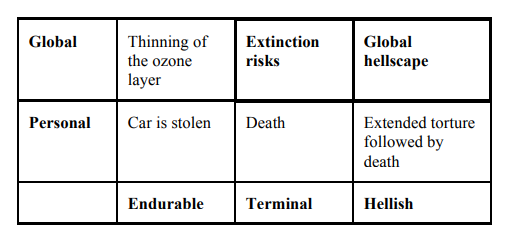 Global
Thinning of
the ozone
layer
Extinction
risks
Global
hellscape
Personal
Car is stolen
Death
Extended torture
followed by
death
Endurable
Terminal
Hellish